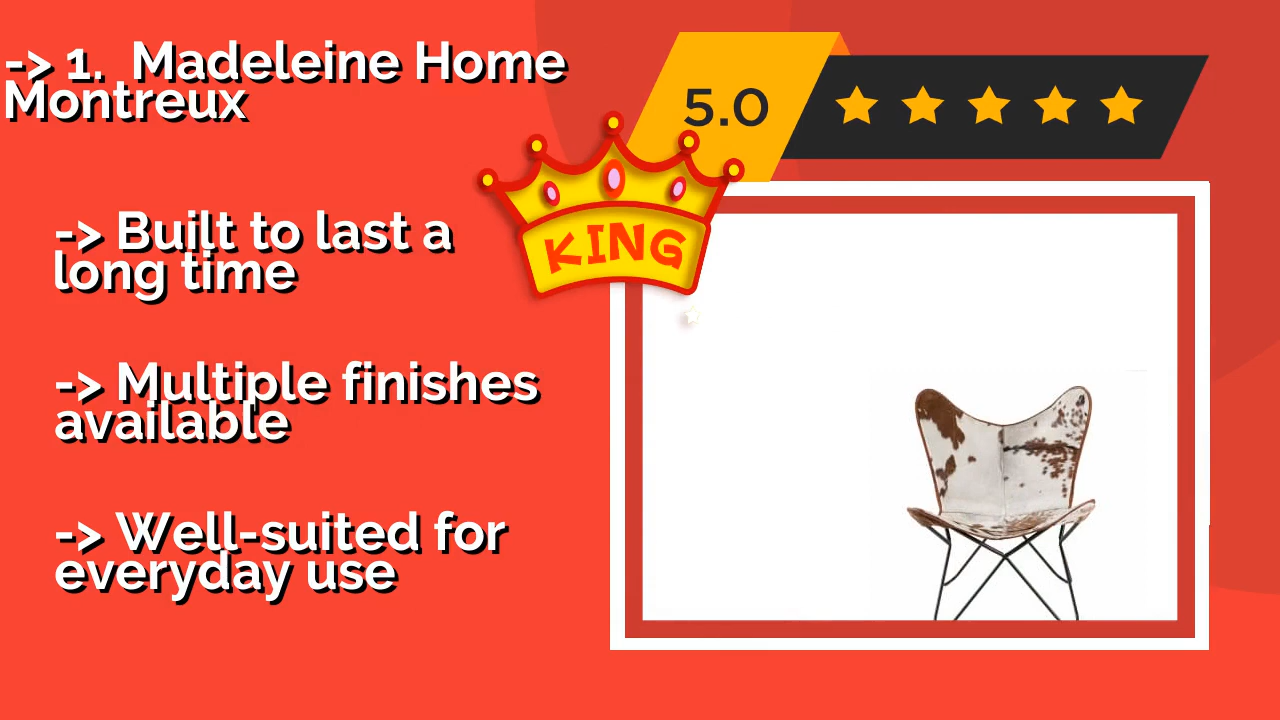 -> 1.  Madeleine Home
Montreux
5.0
KING
-> Built to last a
long time
-> Multiple finishes
available
-> Well-suited for
everyday use